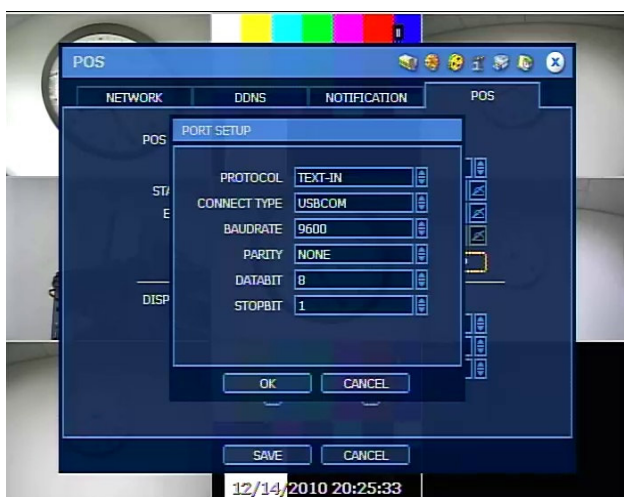 POS
NETWORK DDNS NOTIFICATION POS
POS
PORT SETUP
PROTOCOL TEXT-IN
STA
CONNECT TYPE USBCOM
E
BAUDRATE 9600
PARITY NONE
DATABIT 8
DISP
STOPBIT 1
OK CANCEL
SAVE CANCEL
12/14/2010 20:25:33